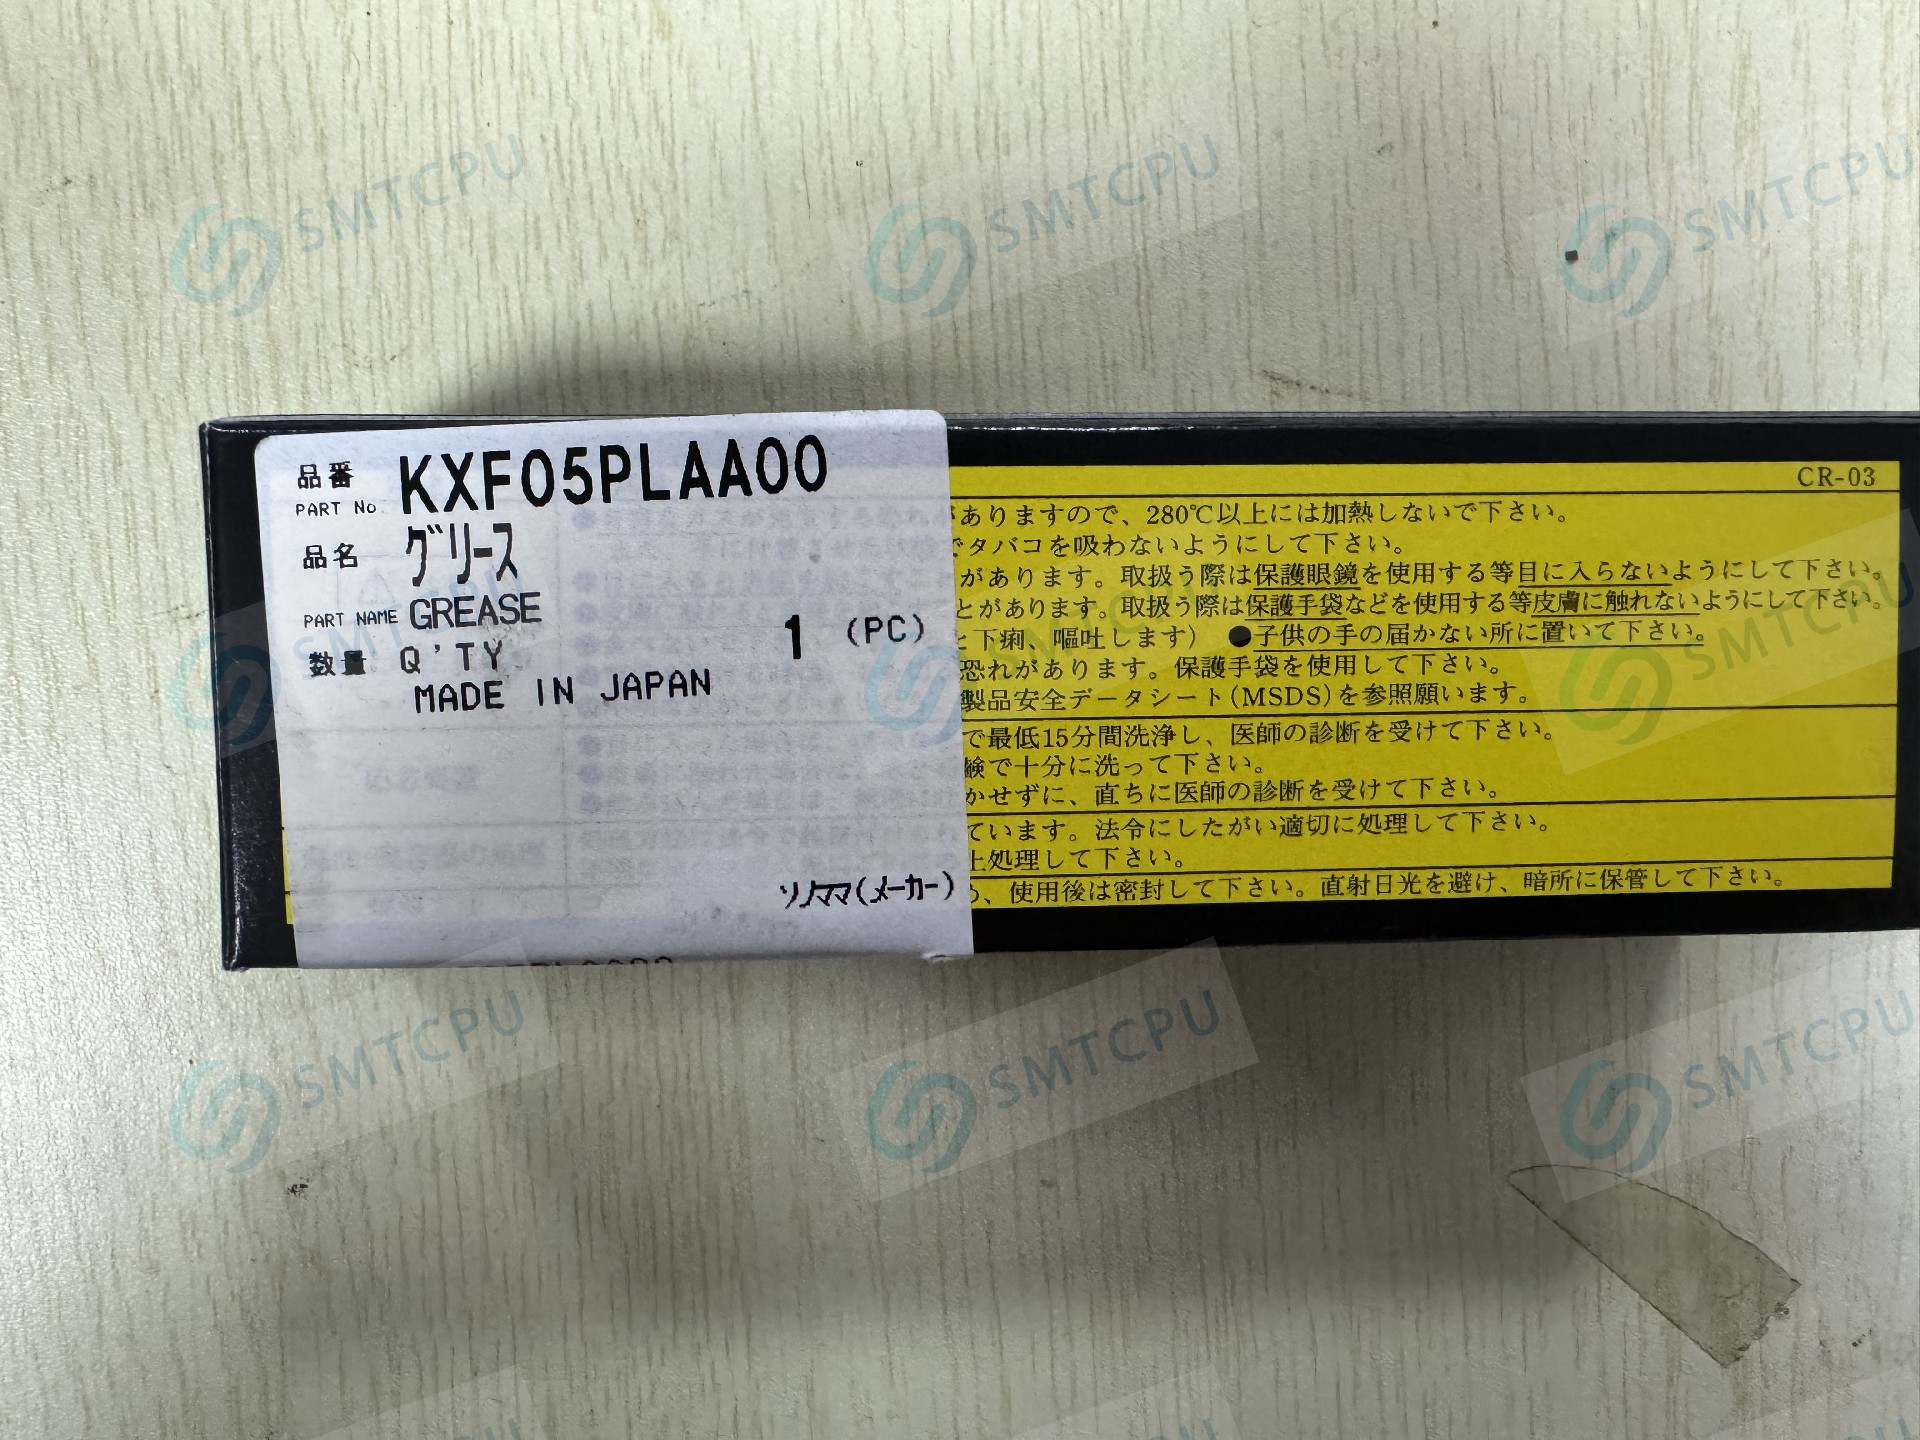 SMTCPU
SMTCPU
SMTCPU
品番
PART No.
KXF05PLAA00
品名
グリース
PART NAME GREASE
数量 Q'TY
1 (PC)
MADE IN JAPAN
ソノママ(メーカー)
CR-03
がありますので、280℃以上には加熱しないで下さい。
でタバコを吸わないようにして下さい。
があります。取扱う際は保護眼鏡を使用する等目に入らないようにして下さい。
とがあります。取扱う際は保護手袋などを使用する等皮膚に触れないようにして下さい。
と下痢、嘔吐します) ●子供の手の届かない所に置いて下さい。
恐れがあります。保護手袋を使用して下さい。
製品安全データシート(MSDS)を参照願います。
で最低15分間洗浄し、医師の診断を受けて下さい。
鹸で十分に洗って下さい。
かせずに、直ちに医師の診断を受けて下さい。
ています。法令にしたがい適切に処理して下さい。
上処理して下さい。
、使用後は密封して下さい。直射日光を避け、暗所に保管して下さい。
SMTCPU
SMTCPU
SMTCPU